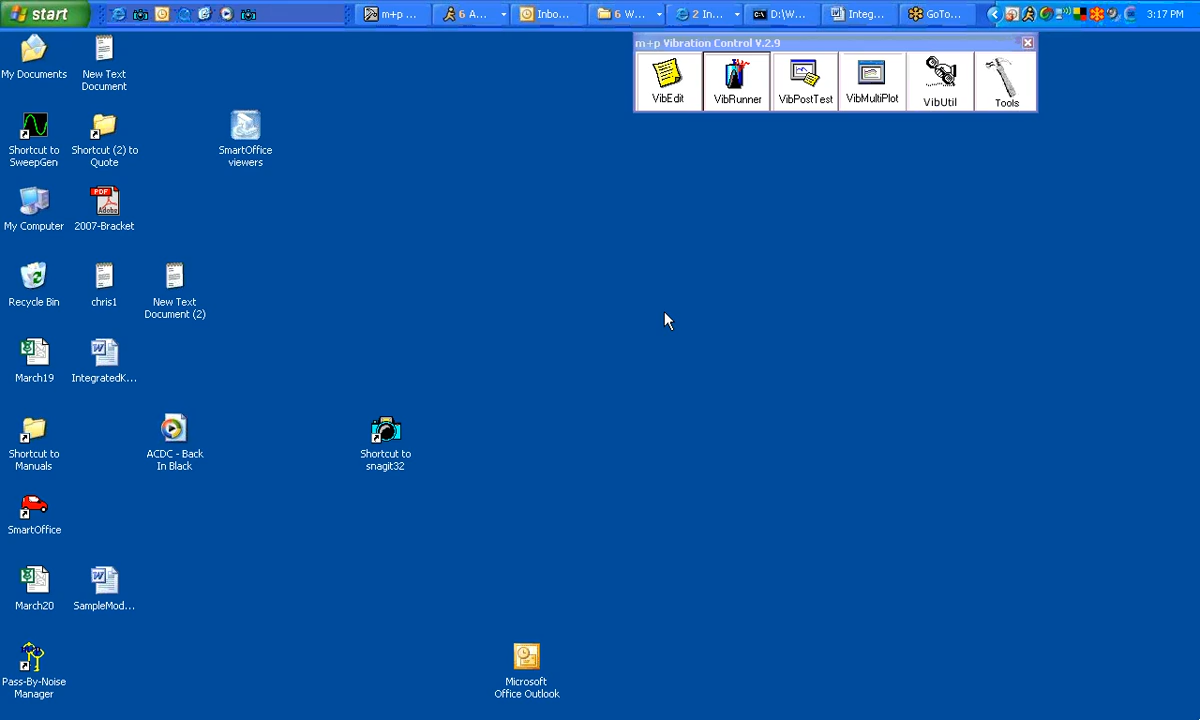 start
m+p ...
6 A...
Inbo...
6 W...
2 In...
D:\W...
Integ...
GoTo...
3:17 PM
m+p Vibration Control V.2.9
VibEdit
VibRunner
VibPostTest
VibMultiPlot
VibUtil
Tools
My Documents
New Text
Document
Shortcut to
SweepGen
Shortcut (2) to
Quote
SmartOffice
viewers
My Computer
PDF
Adobe
2007-Bracket
Recycle Bin
chris1
New Text
Document (2)
March19
IntegratedK...
Shortcut to
Manuals
ACDC - Back
In Black
Shortcut to
snagit32
SmartOffice
March20
SampleMod...
Pass-By-Noise
Manager
Microsoft
Office Outlook